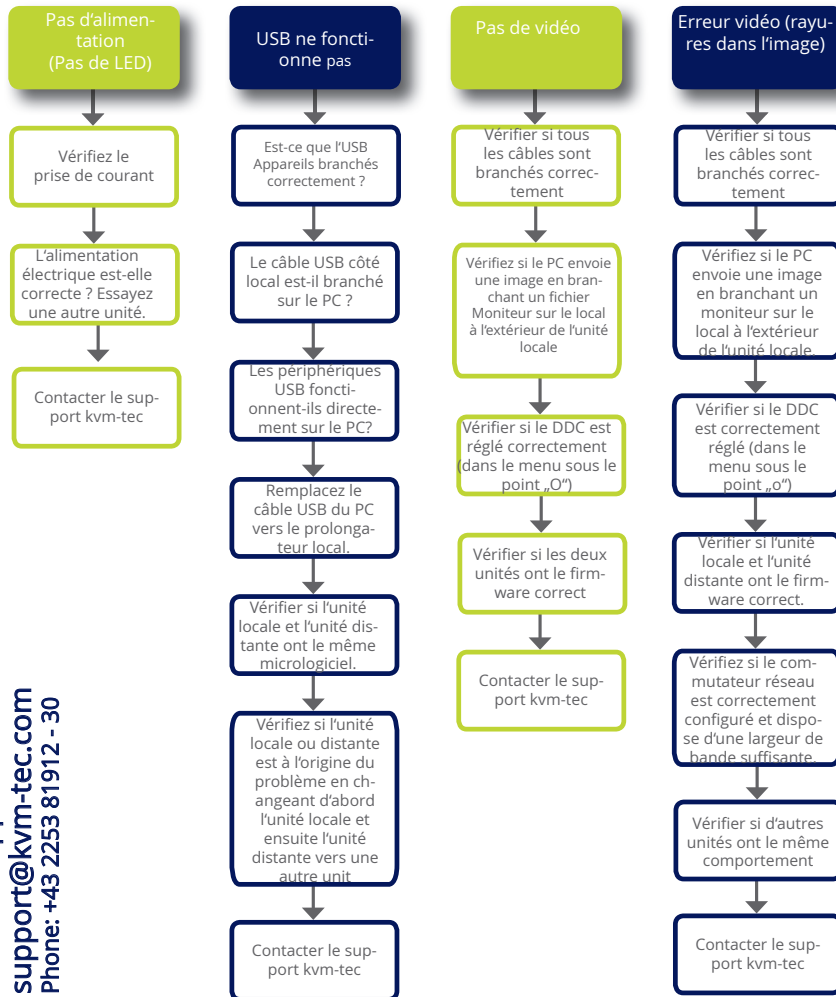 Pas d'alimen-
tation
(Pas de LED)
Vérifiez le
prise de courant
L'alimentation
électrique est-elle
correcte ? Essayez
une autre unité.
Contacter le sup-
port kvm-tec
USB ne foncti-
onne pas
Est-ce que l'USB
Appareils branchés
correctement ?
Le câble USB côté
local est-il branché
sur le PC ?
Les périphériques
USB foncti-
onnent-ils directe-
ment sur le PC?
Remplacez le
câble USB du PC
vers le prolonga-
teur local.
Vérifier si l'unité
locale et l'unité dis-
tante ont le même
micrologiciel.
Vérifiez si l'unité
locale ou distante
est à l'origine du
problème en ch-
angeant d'abord
l'unité locale et
ensuite l'unité
distante vers une
autre unit
Contacter le sup-
port kvm-tec
Pas de vidéo
Vérifier si tous
les câbles sont
branchés correc-
tement
Vérifiez si le PC envoie
une image en bran-
chant un fichier
Moniteur sur le local
à l'extérieur de l'unité
locale
Vérifier si le DDC est
réglé correctement
(dans le menu sous le
point „O“)
Vérifier si les deux
unités ont le firm-
ware correct
Contacter le sup-
port kvm-tec
Erreur vidéo (rayu-
res dans l'image)
Vérifier si tous
les câbles sont
branchés correc-
tement
Vérifiez si le PC
envoie une image
en branchant un
moniteur sur le
local à l'extérieur
de l'unité locale.
Vérifier si le DDC
est correctement
réglé (dans le
menu sous le
point „o“)
Vérifier si l'unité
locale et l'unité
distante ont le firm-
ware correct.
Vérifiez si le com-
mutateur réseau
est correctement
configuré et dispo-
se d'une largeur de
bande suffisante.
Vérifier si d'autres
unités ont le même
comportement
Contacter le sup-
port kvm-tec
support@kvm-tec.com
Phone: +43 2253 81912 - 30